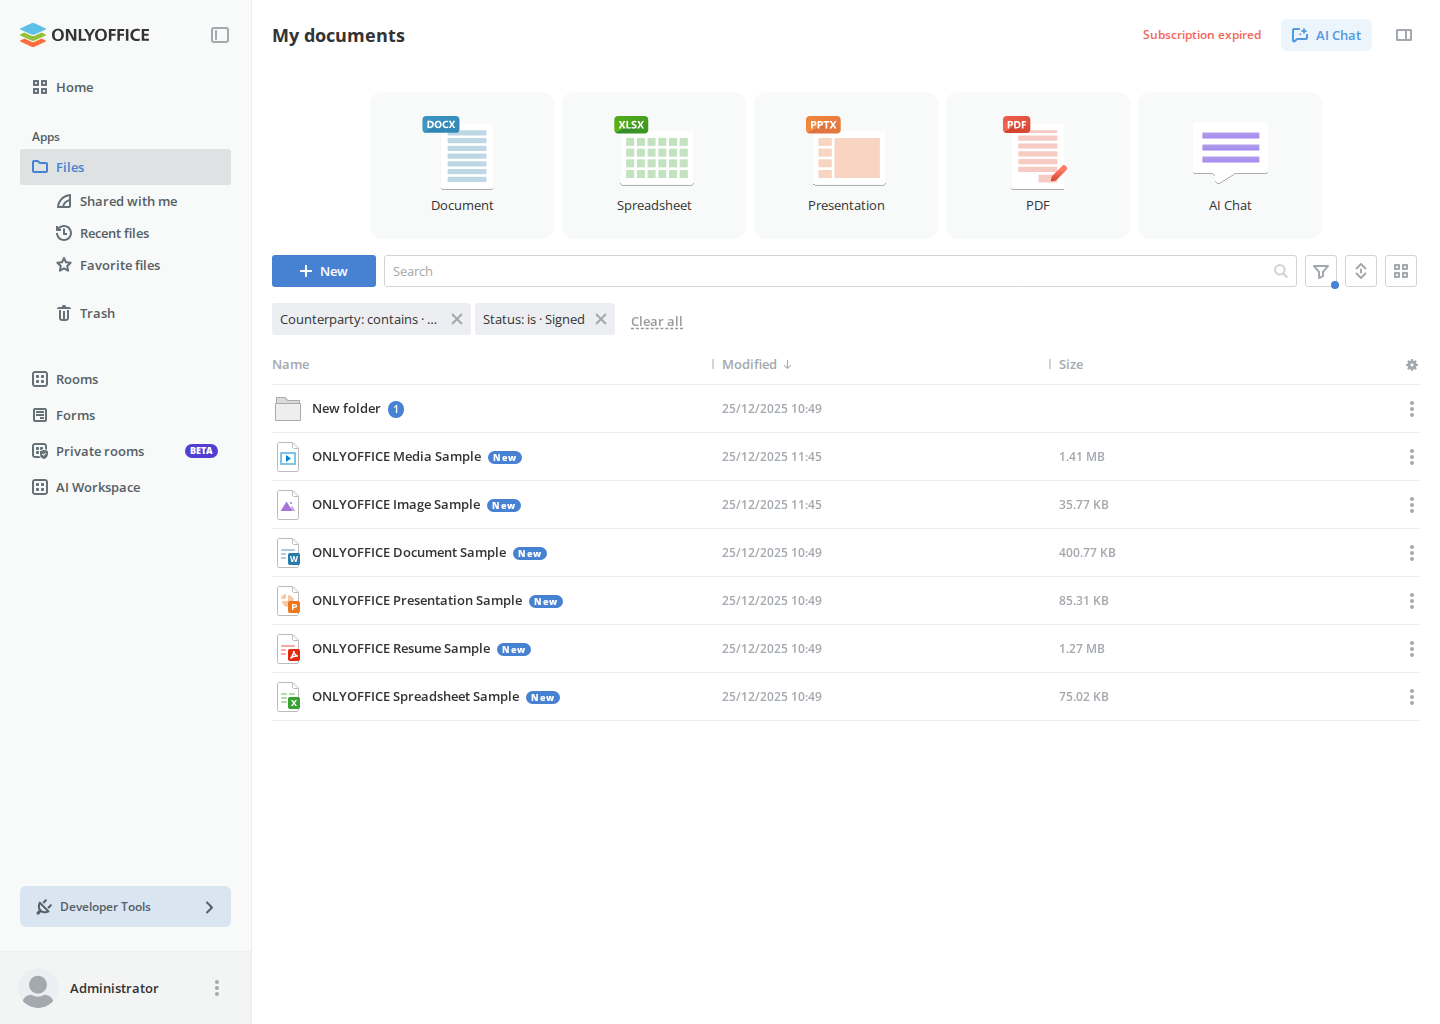 ONLYOFFICE
Home
Apps
Files
Shared with me
Recent files
Favorite files
Trash
Rooms
Forms
Private rooms BETA
AI Workspace
Developer Tools
Administrator
My documents
Subscription expired
AI Chat
DOCX
Document
XLSX
Spreadsheet
PPTX
Presentation
PDF
PDF
AI Chat
New
Search
Counterparty: contains · ...
Status: is · Signed
Clear all
Name Modified Size
New folder 1 25/12/2025 10:49
ONLYOFFICE Media Sample New 25/12/2025 11:45 1.41 MB
ONLYOFFICE Image Sample New 25/12/2025 11:45 35.77 KB
W ONLYOFFICE Document Sample New 25/12/2025 10:49 400.77 KB
P ONLYOFFICE Presentation Sample New 25/12/2025 10:49 85.31 KB
ONLYOFFICE Resume Sample New 25/12/2025 10:49 1.27 MB
X ONLYOFFICE Spreadsheet Sample New 25/12/2025 10:49 75.02 KB